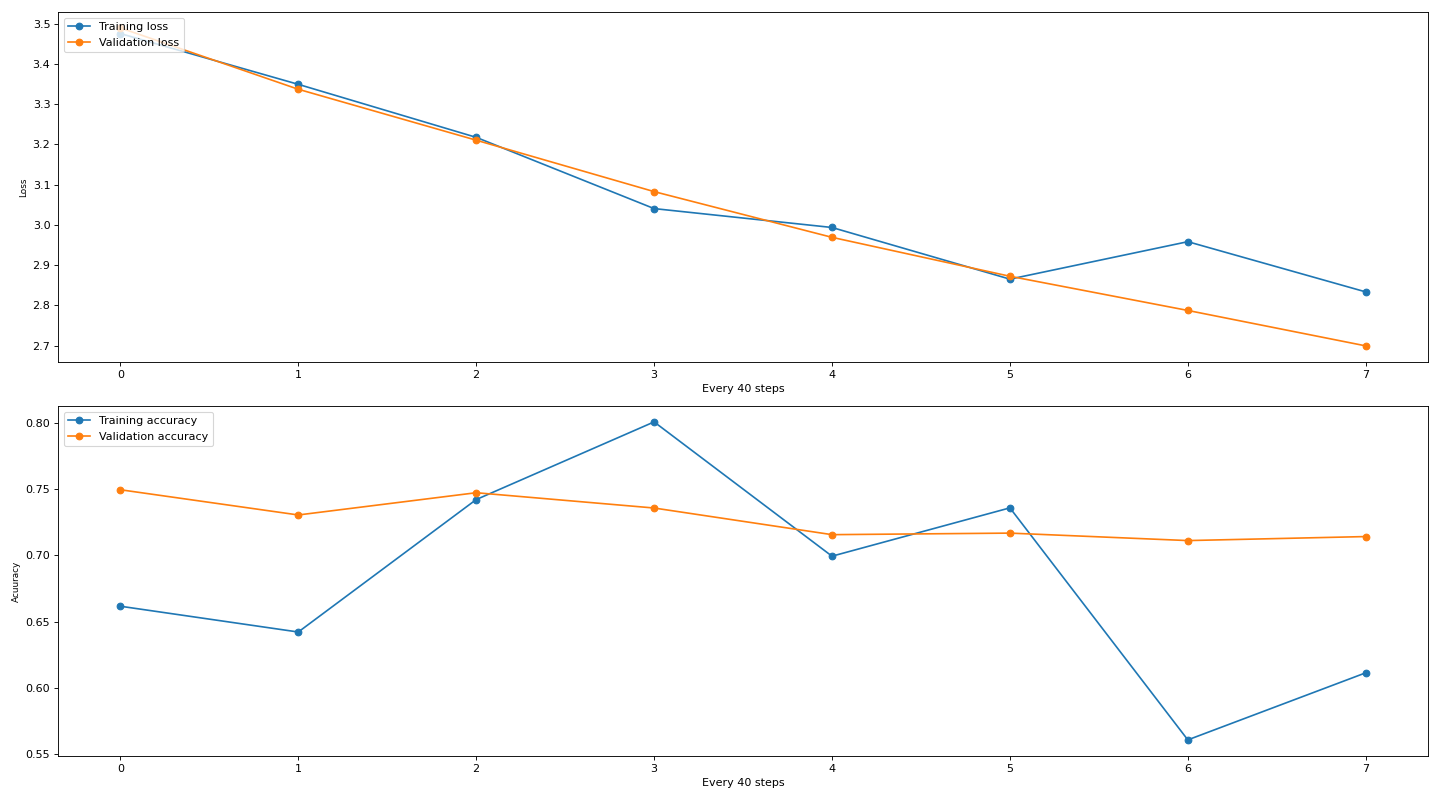 3.5
3.4
3.3
3.2
3.1
3.0
2.9
2.8
2.7
Loss
Training loss
Validation loss
0 1 2 3 4 5 6 7
Every 40 steps
0.80
0.75
0.70
0.65
0.60
0.55
Acuuracy
Training accuracy
Validation accuracy
0 1 2 3 4 5 6 7
Every 40 steps